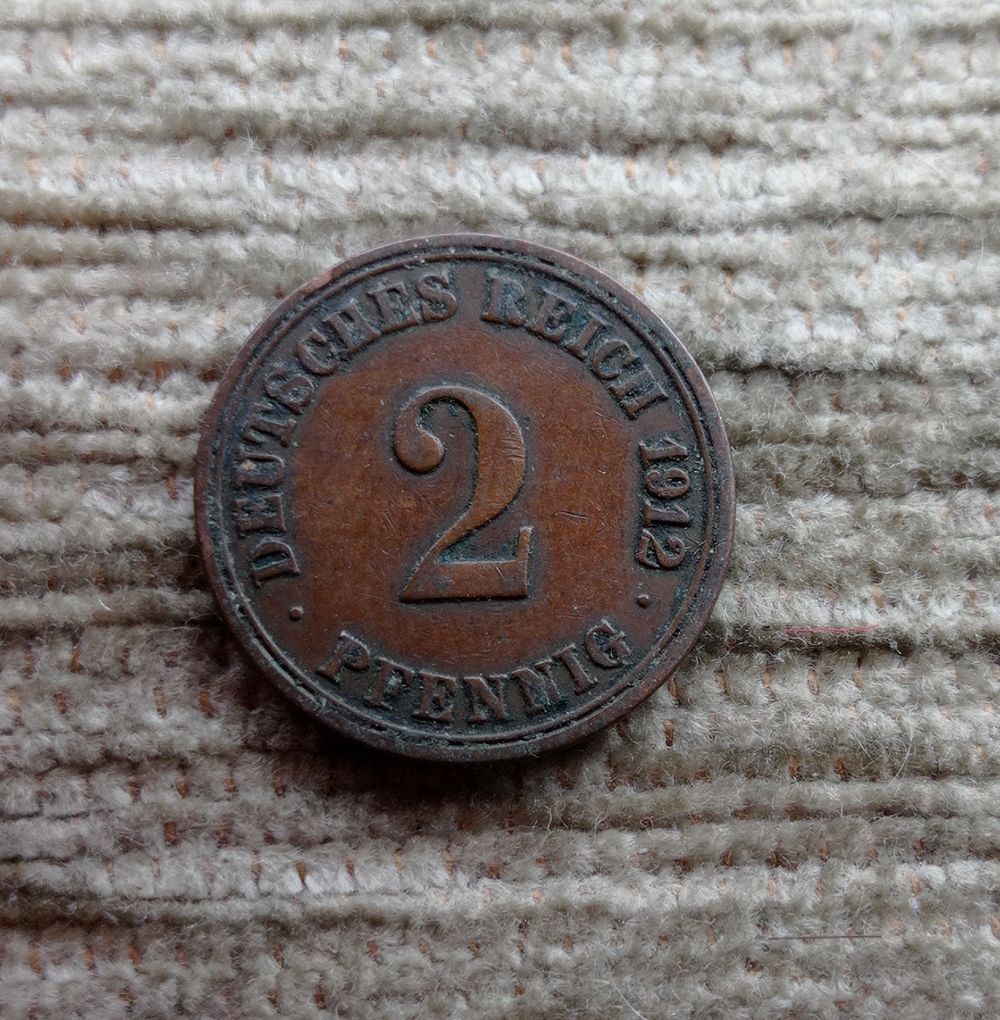 DEUTSCHES REICH 1912
2
PFENNIG